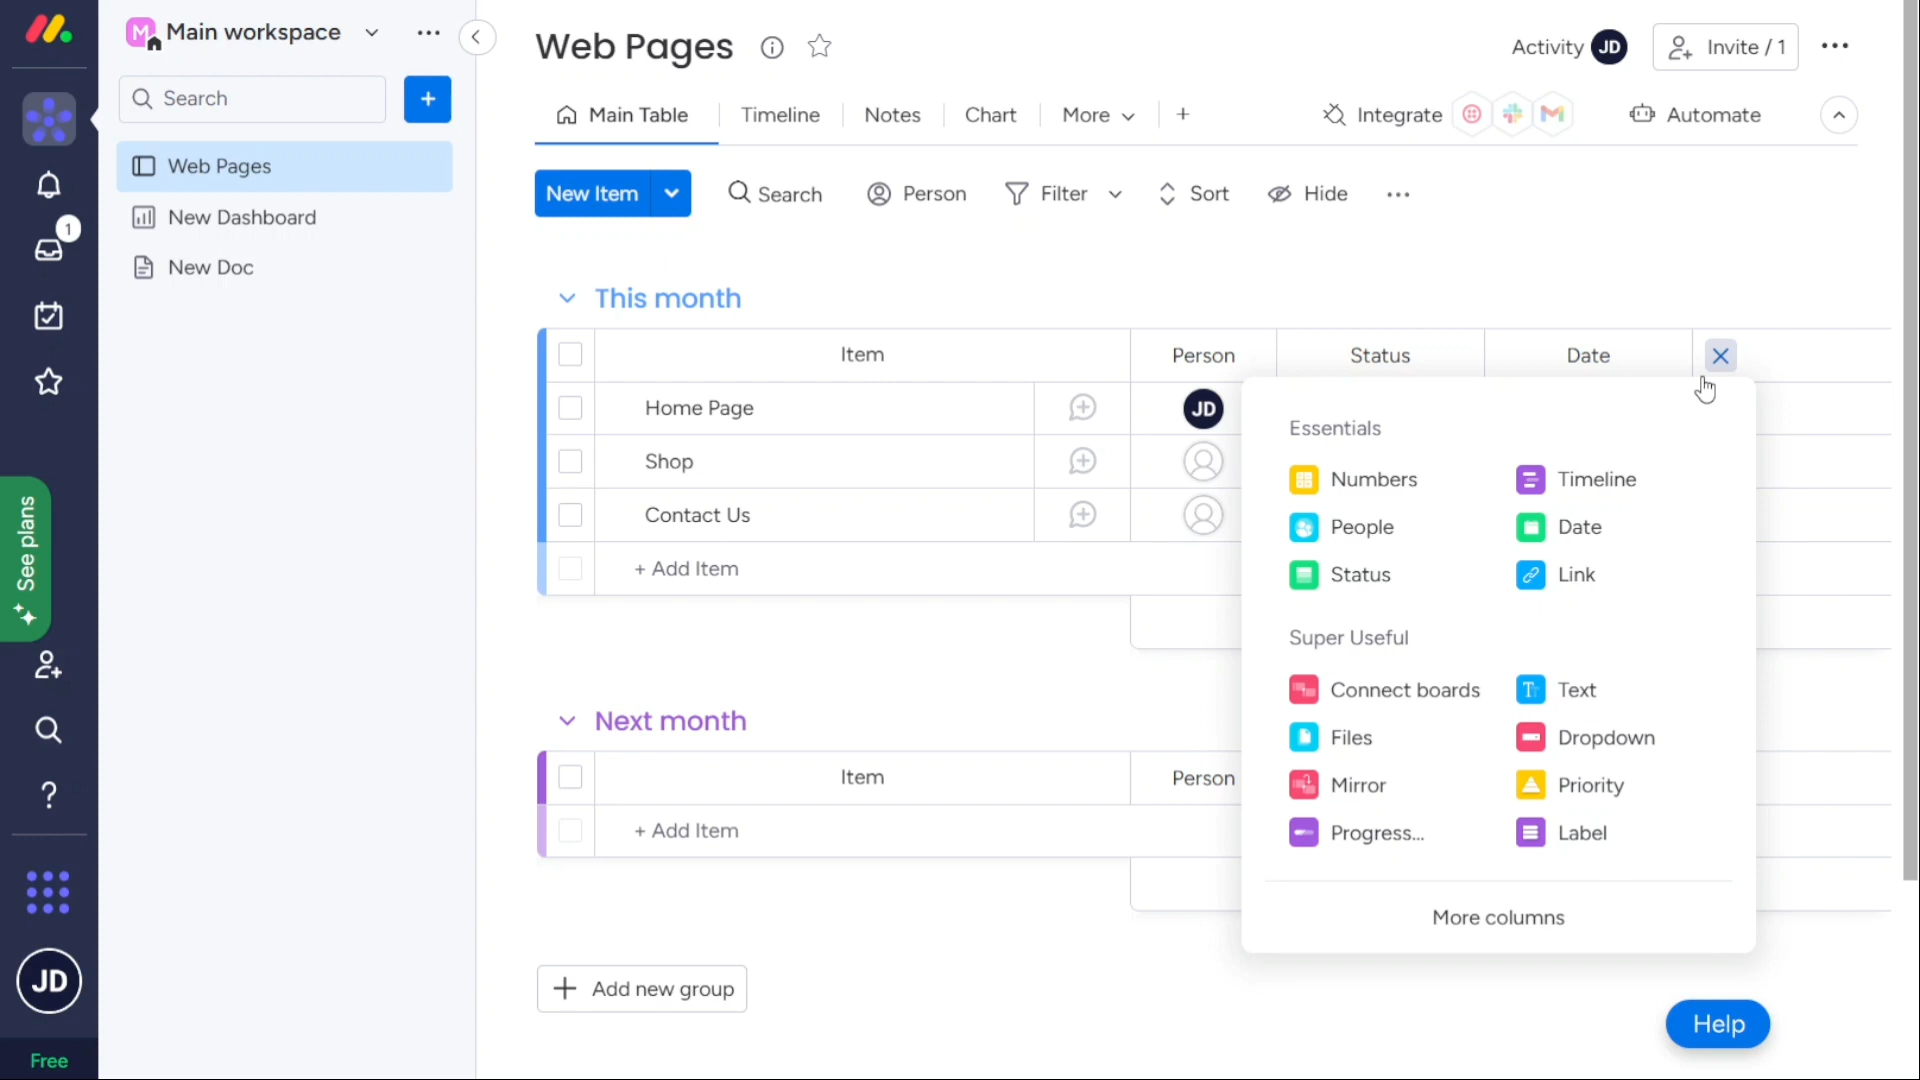 M Main workspace
Search
+
Web Pages
New Dashboard
New Doc
1
See plans
JD
Free
Web Pages
Activity JD
Invite / 1
Main Table
Timeline
Notes
Chart
More
+
Integrate
Automate
New Item
Search
Person
Filter
Sort
Hide
This month
Item
Person
Status
Date
Home Page
JD
Shop
Contact Us
+ Add Item
Essentials
Numbers
Timeline
People
Date
Status
Link
Super Useful
Connect boards
Text
Files
Dropdown
Mirror
Priority
Progress...
Label
More columns
Next month
Item
Person
+ Add Item
+ Add new group
Help